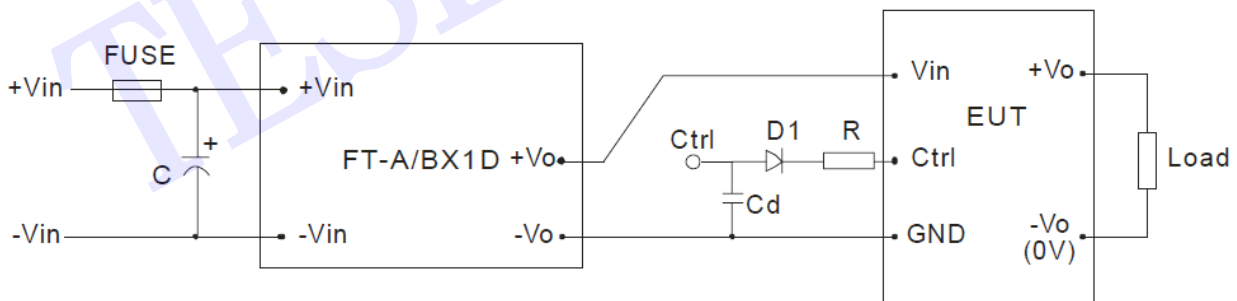 FUSE
+Vin
+Vin
+
C
FT-A/BX1D
+Vo
-Vin
-Vin
-Vo
Ctrl
D1
R
Cd
Vin
+Vo
EUT
Ctrl
GND
-Vo
(0V)
Load